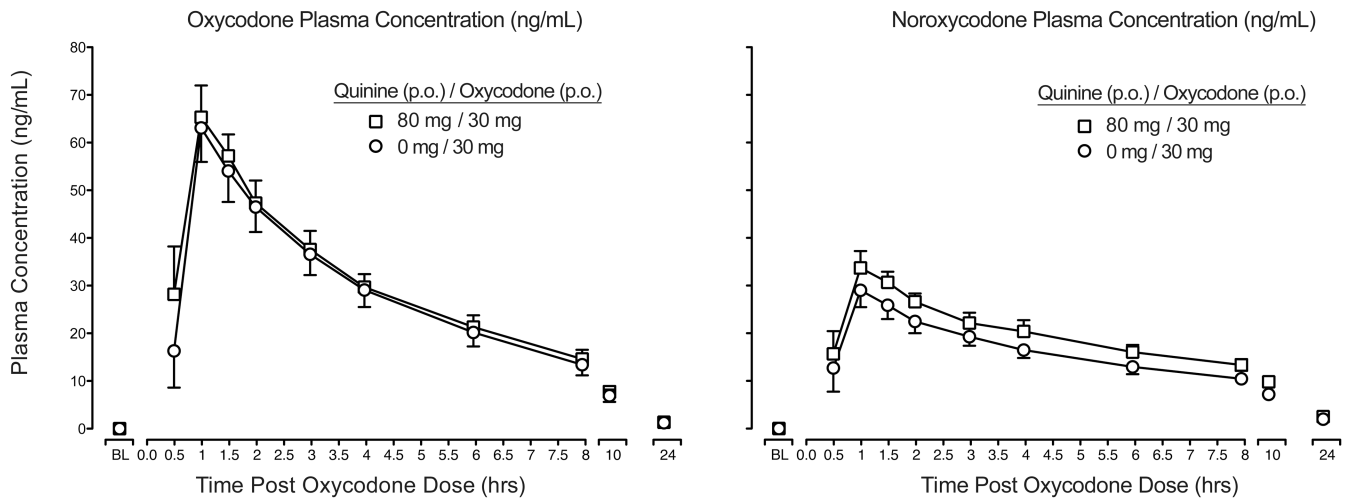 Oxycodone Plasma Concentration (ng/mL)
Noroxycodone Plasma Concentration (ng/mL)
Plasma Concentration (ng/mL)
80
70
60
50
40
30
20
10
0
Quinine (p.o.) / Oxycodone (p.o.)
80 mg / 30 mg
0 mg / 30 mg
Quinine (p.o.) / Oxycodone (p.o.)
80 mg / 30 mg
0 mg / 30 mg
BL 0.0 0.5 1 1.5 2 2.5 3 3.5 4 4.5 5 5.5 6 6.5 7 7.5 8 10 24
BL 0.0 0.5 1 1.5 2 2.5 3 3.5 4 4.5 5 5.5 6 6.5 7 7.5 8 10 24
Time Post Oxycodone Dose (hrs)
Time Post Oxycodone Dose (hrs)